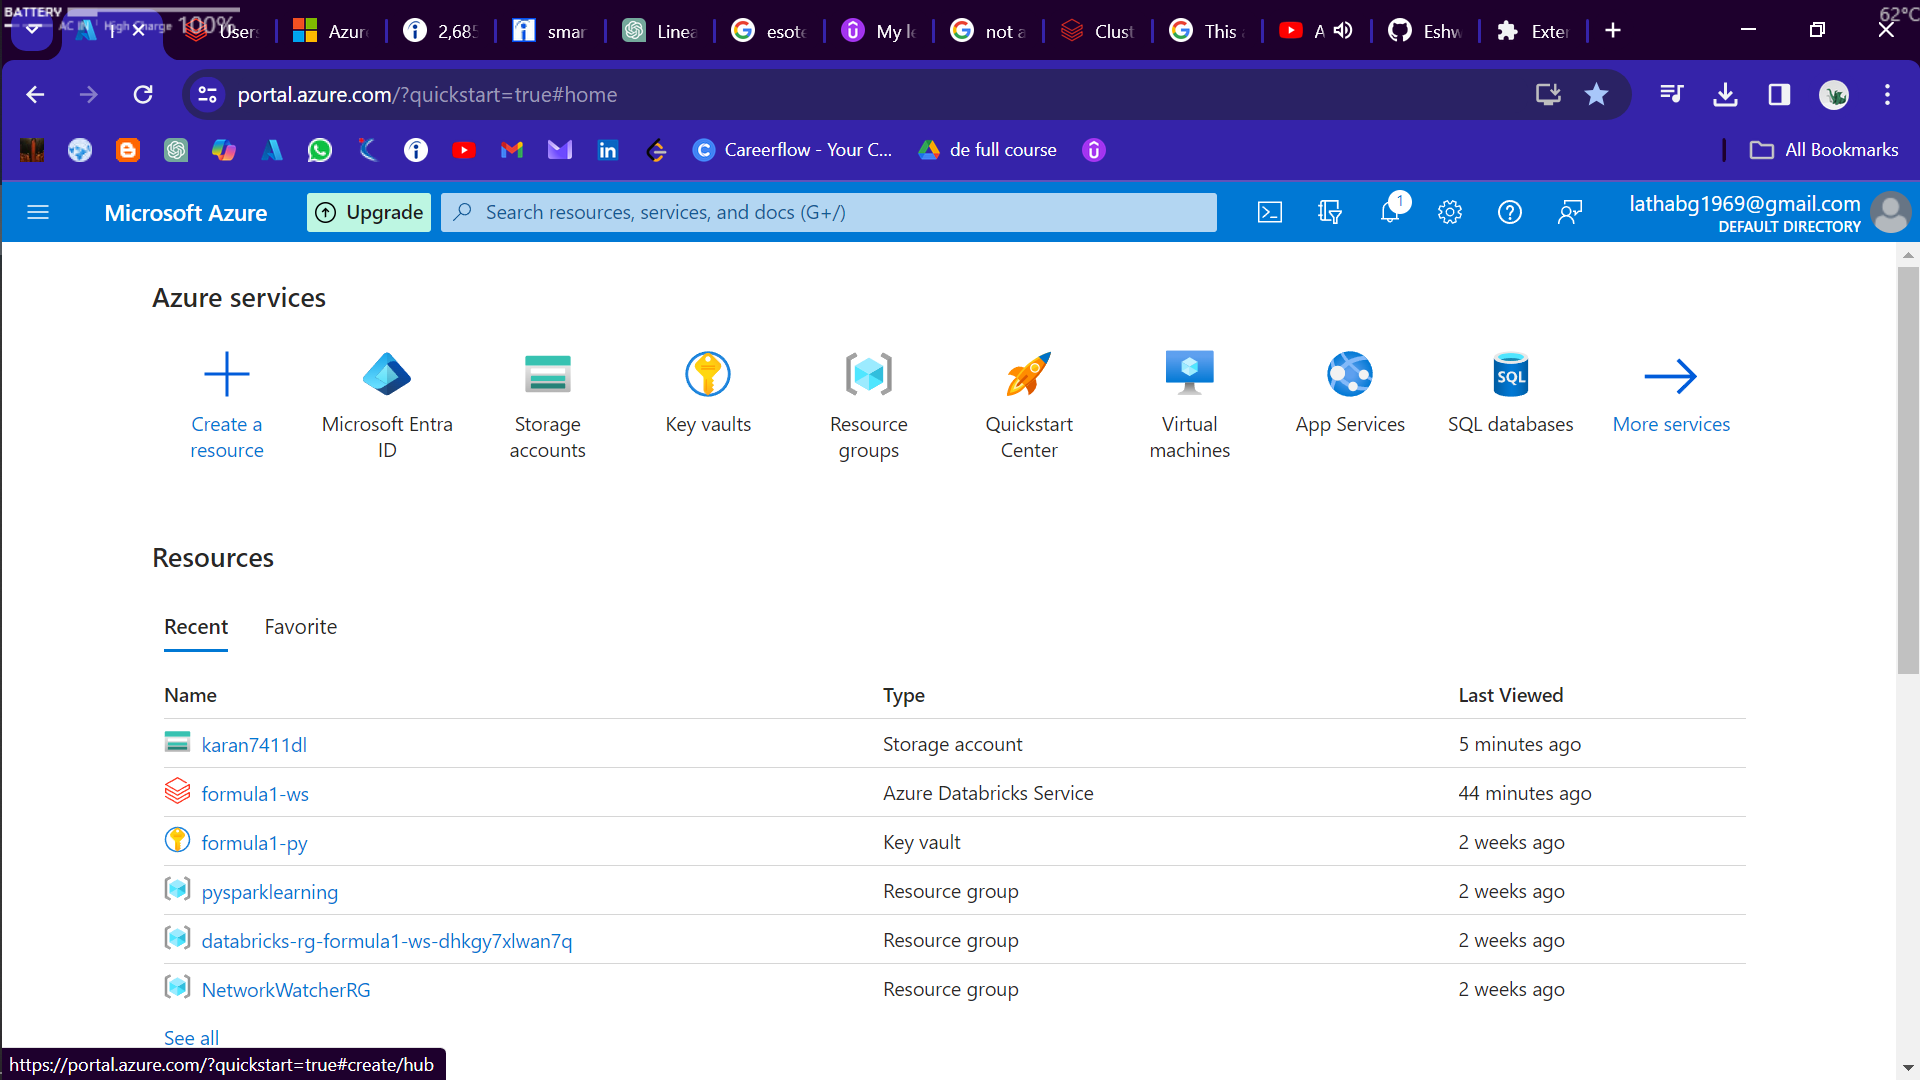 BATTERY
AC IN High Charge 100%
62°C
Users
Azur
2,685
smar
Linea
esote
My le
not a
Clust
This
A
Eshw
Exter
portal.azure.com/?quickstart=true#home
Careerflow - Your C...
de full course
All Bookmarks
Microsoft Azure
Upgrade
Search resources, services, and docs (G+/)
1
lathabg1969@gmail.com
DEFAULT DIRECTORY
Azure services
Create a resource
Microsoft Entra ID
Storage accounts
Key vaults
Resource groups
Quickstart Center
Virtual machines
App Services
SQL
SQL databases
More services
Resources
Recent Favorite
Name Type Last Viewed
karan7411dl Storage account 5 minutes ago
formula1-ws Azure Databricks Service 44 minutes ago
formula1-py Key vault 2 weeks ago
pysparklearning Resource group 2 weeks ago
databricks-rg-formula1-ws-dhkgy7xlwan7q Resource group 2 weeks ago
NetworkWatcherRG Resource group 2 weeks ago
See all
https://portal.azure.com/?quickstart=true#create/hub